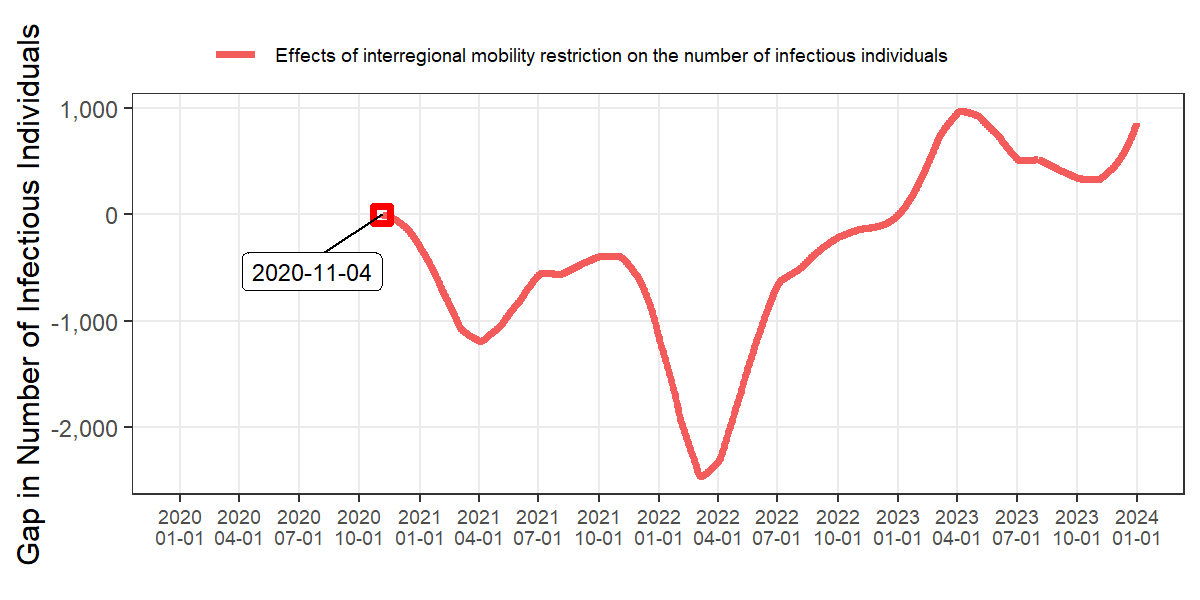 Effects of interregional mobility restriction on the number of infectious individuals
Gap in Number of Infectious Individuals
1,000
0
-1,000
-2,000
2020-11-04
2020 2020 2020 2020 2021 2021 2021 2021 2022 2022 2022 2022 2023 2023 2023 2023 2024
01-01 04-01 07-01 10-01 01-01 04-01 07-01 10-01 01-01 04-01 07-01 10-01 01-01 04-01 07-01 10-01 01-01